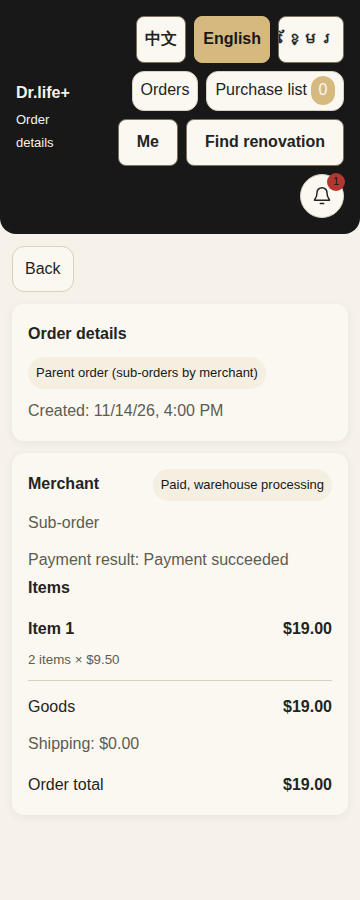 中文 English ខ្មែរ
Orders Purchase list 0
Dr.life+
Order details
Me Find renovation
1
Back
Order details
Parent order (sub-orders by merchant)
Created: 11/14/26, 4:00 PM
Merchant Paid, warehouse processing
Sub-order
Payment result: Payment succeeded
Items
Item 1 $19.00
2 items × $9.50
Goods $19.00
Shipping: $0.00
Order total $19.00